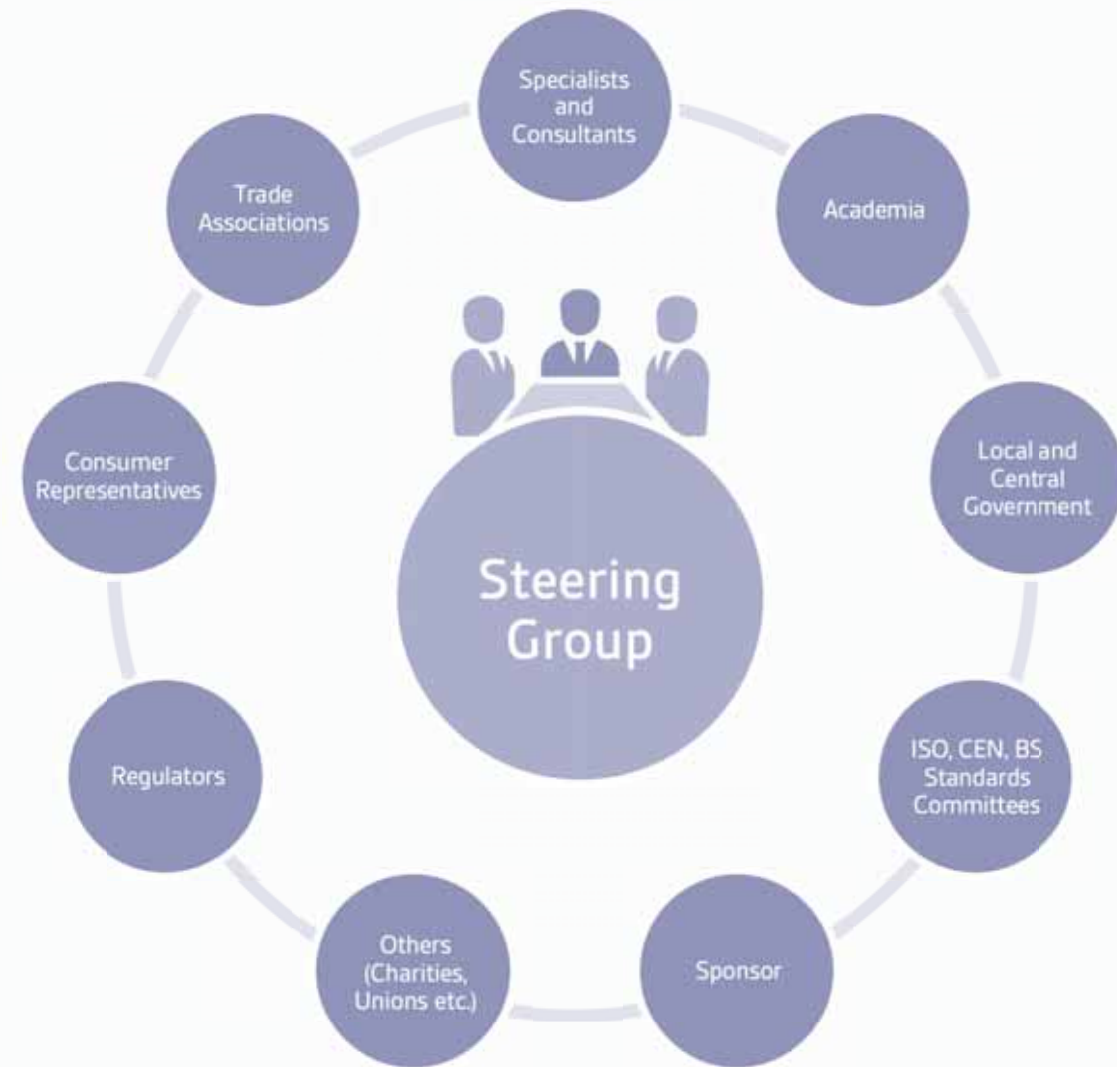 Specialists
and
Consultants
Trade
Associations
Academia
Consumer
Representatives
Local and
Central
Government
Steering
Group
Regulators
ISO, CEN, BS
Standards
Committees
Others
(Charities,
Unions etc.)
Sponsor